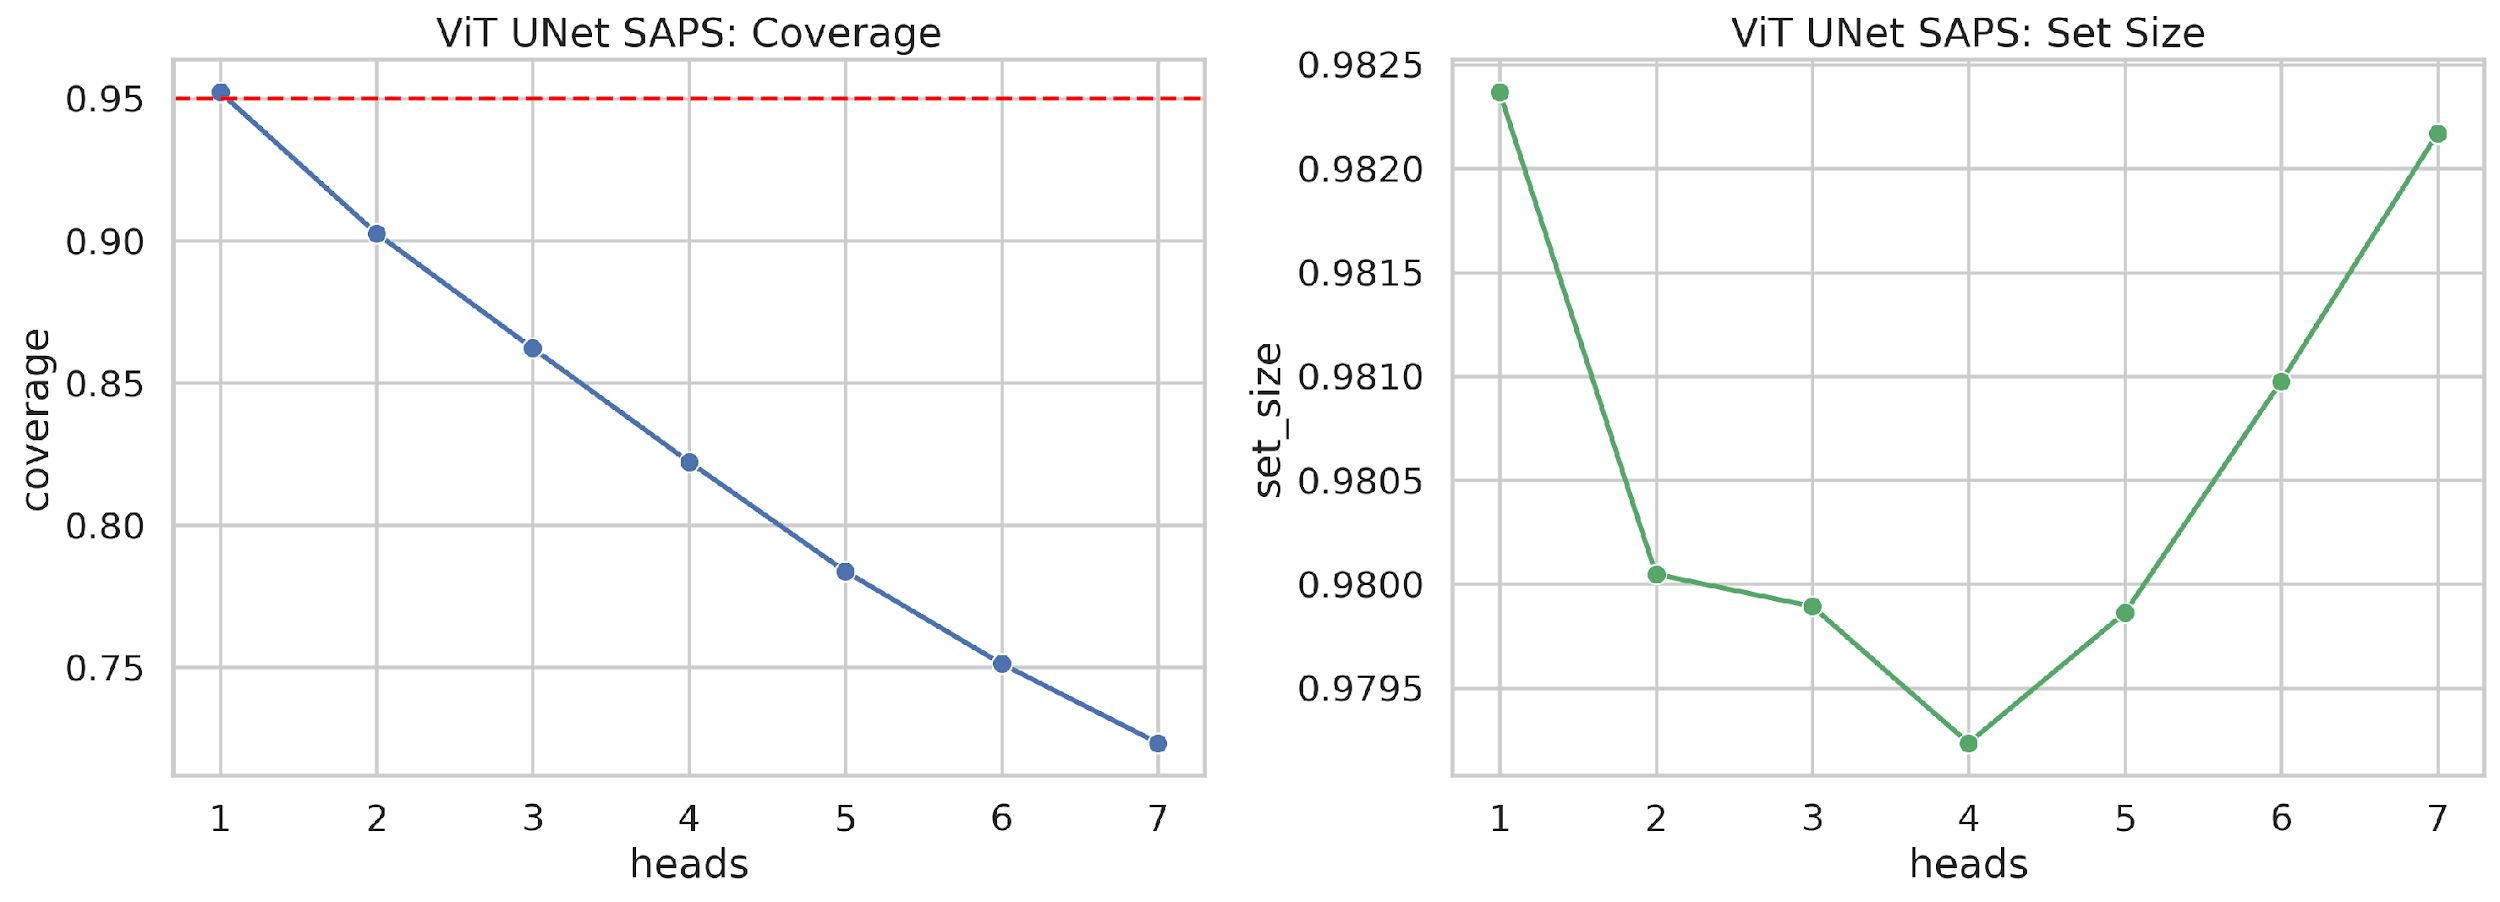 ViT UNet SAPS: Coverage
0.95
0.90
0.85
0.80
0.75
coverage
1 2 3 4 5 6 7
heads
ViT UNet SAPS: Set Size
0.9825
0.9820
0.9815
0.9810
0.9805
0.9800
0.9795
set_size
1 2 3 4 5 6 7
heads